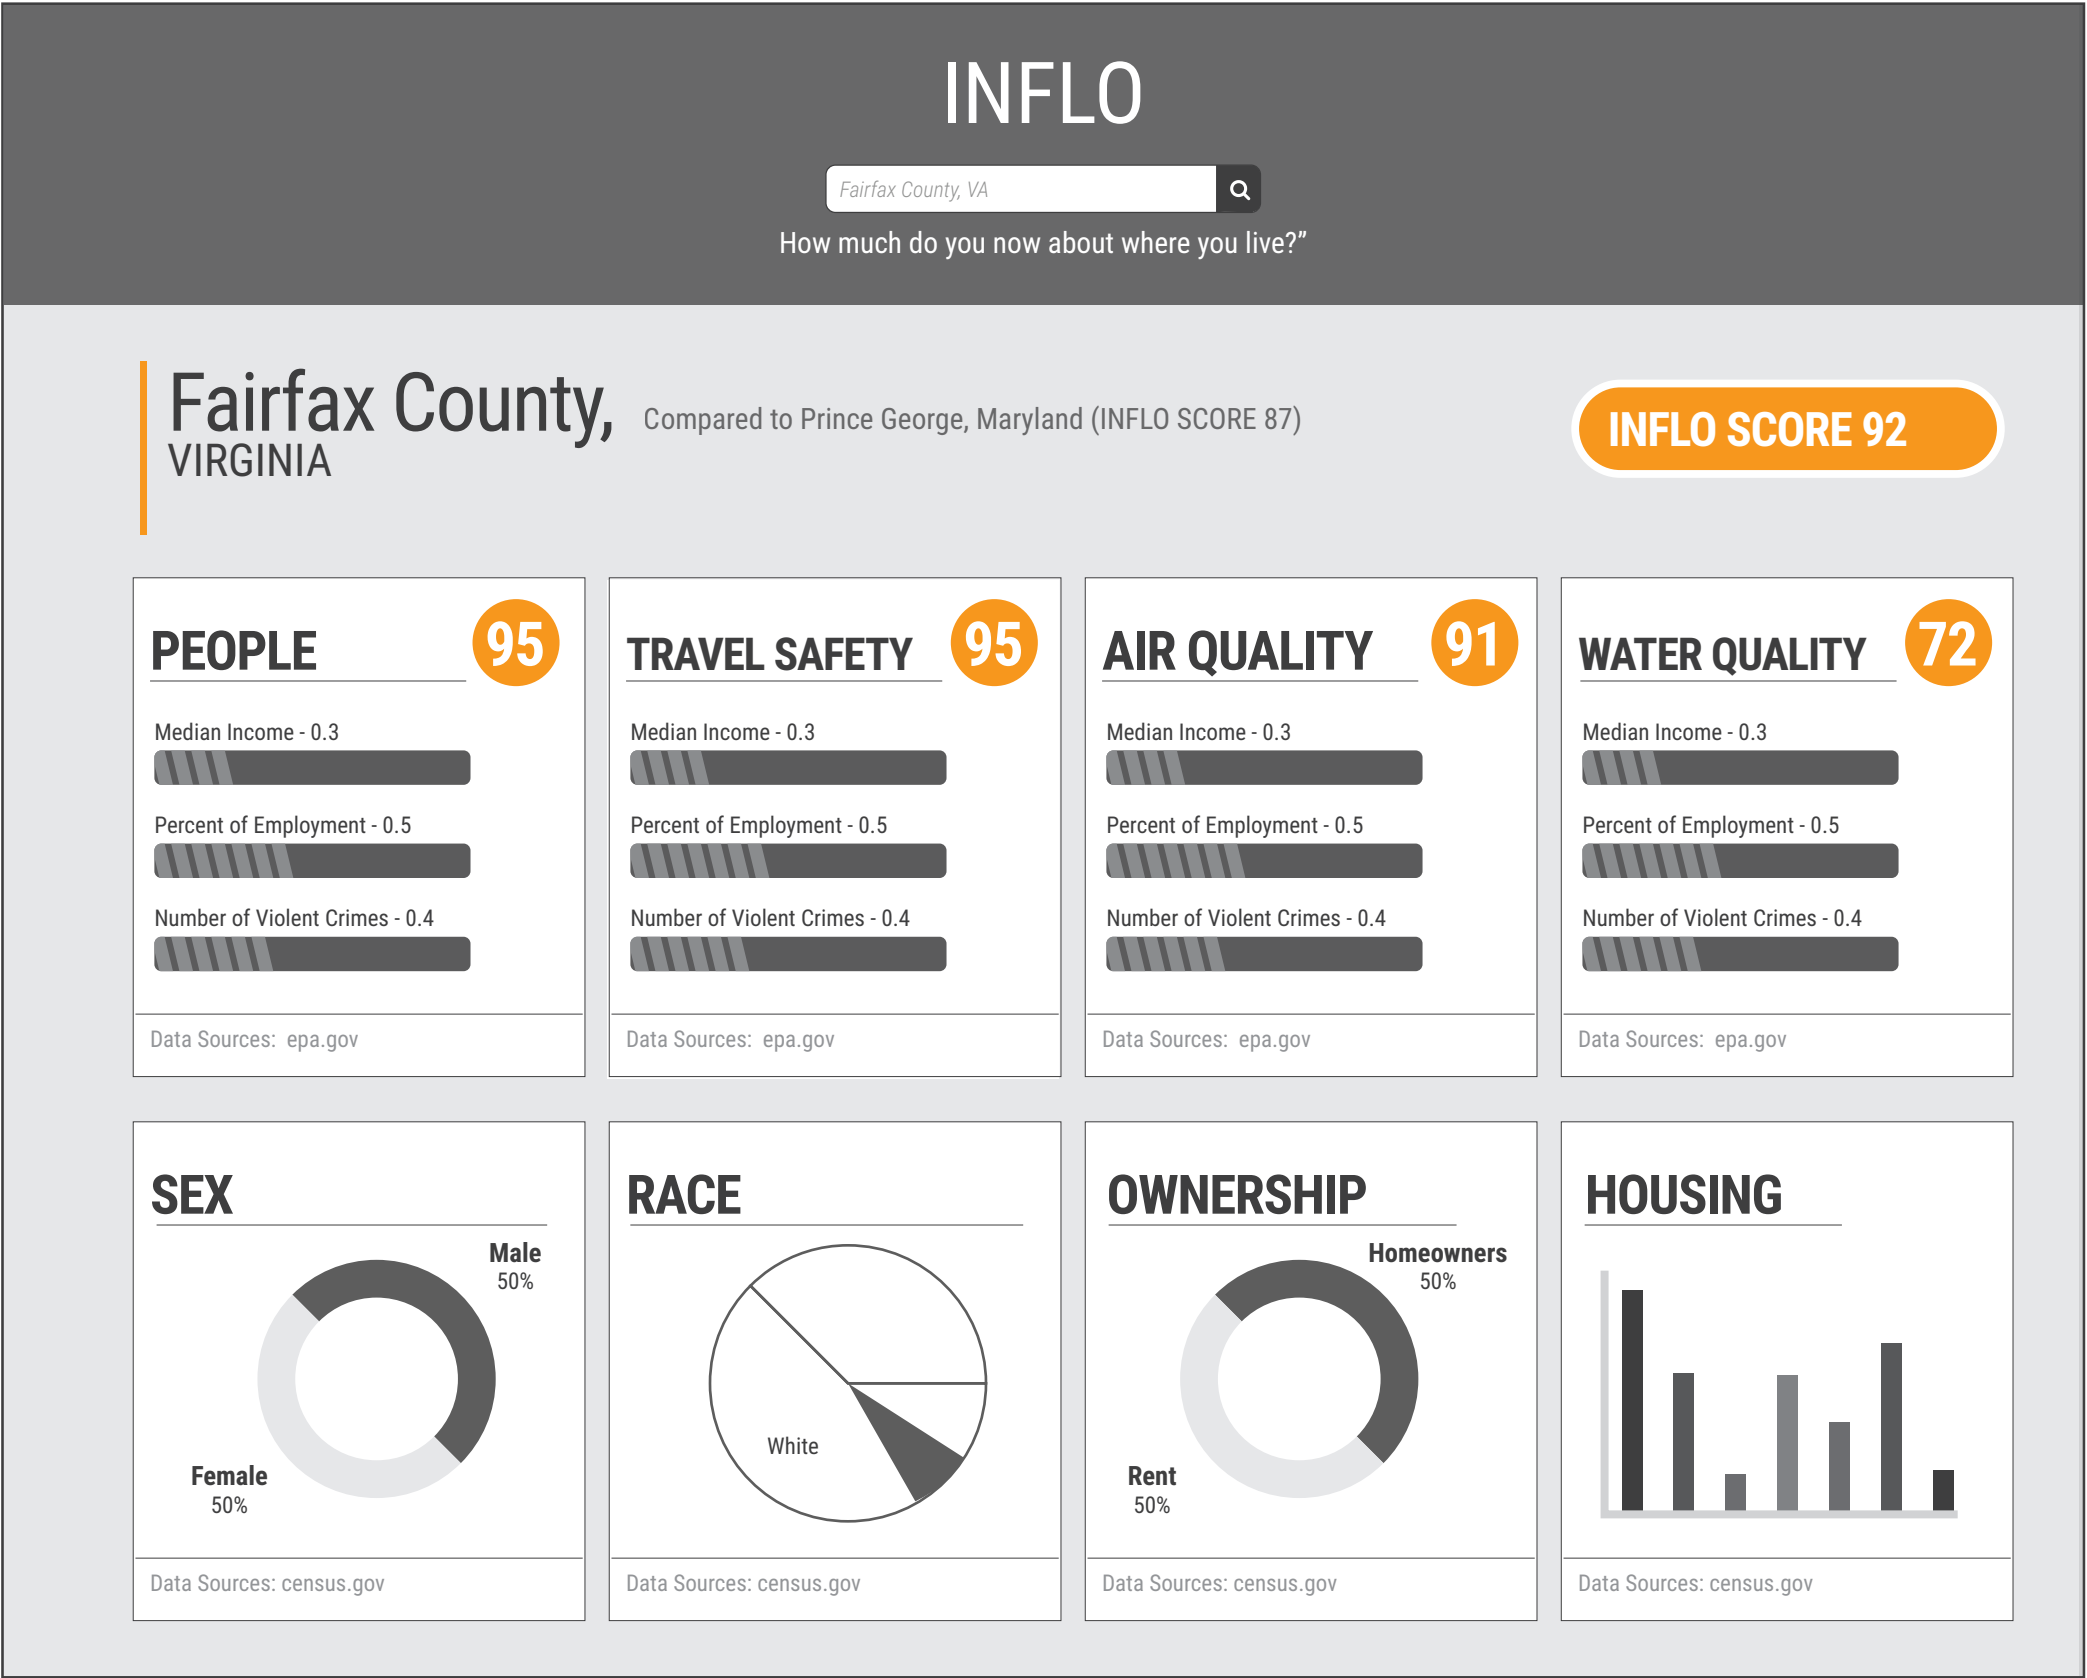 INFLO
Fairfax County, VA
How much do you now about where you live?”
Fairfax County,
VIRGINIA
Compared to Prince George, Maryland (INFLO SCORE 87)
INFLO SCORE 92
PEOPLE
95
Median Income - 0.3
Percent of Employment - 0.5
Number of Violent Crimes - 0.4
Data Sources: epa.gov
TRAVEL SAFETY
95
Median Income - 0.3
Percent of Employment - 0.5
Number of Violent Crimes - 0.4
Data Sources: epa.gov
AIR QUALITY
91
Median Income - 0.3
Percent of Employment - 0.5
Number of Violent Crimes - 0.4
Data Sources: epa.gov
WATER QUALITY
72
Median Income - 0.3
Percent of Employment - 0.5
Number of Violent Crimes - 0.4
Data Sources: epa.gov
SEX
Male
50%
Female
50%
Data Sources: census.gov
RACE
White
Data Sources: census.gov
OWNERSHIP
Homeowners
50%
Rent
50%
Data Sources: census.gov
HOUSING
Data Sources: census.gov